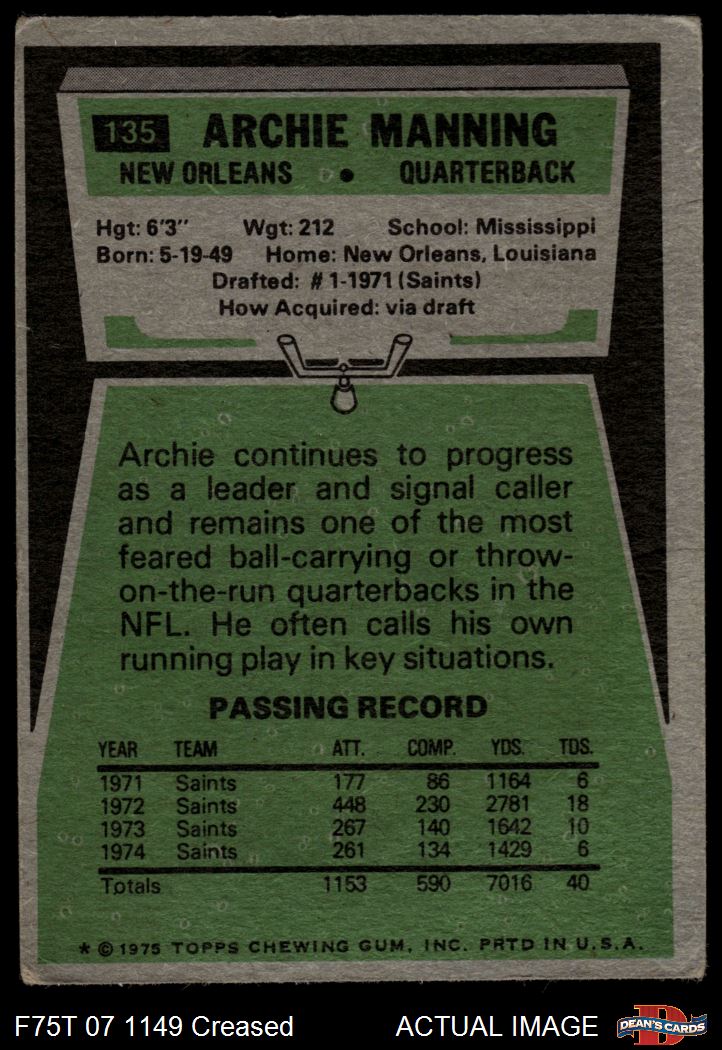 135 ARCHIE MANNING
NEW ORLEANS • QUARTERBACK
Hgt: 6'3" Wgt: 212 School: Mississippi
Born: 5-19-49 Home: New Orleans, Louisiana
Drafted: #1-1971 (Saints)
How Acquired: via draft
Archie continues to progress
as a leader and signal caller
and remains one of the most
feared ball-carrying or throw-
on-the-run quarterbacks in the
NFL. He often calls his own
running play in key situations.
PASSING RECORD
YEAR TEAM ATT. COMP. YDS. TDS.
1971 Saints 177 86 1164 6
1972 Saints 448 230 2781 18
1973 Saints 267 140 1642 10
1974 Saints 261 134 1429 6
Totals 1153 590 7016 40
* © 1975 TOPPS CHEWING GUM, INC. PRTD IN U.S.A.
F75T 07 1149 Creased ACTUAL IMAGE D DEAN'S CARDS